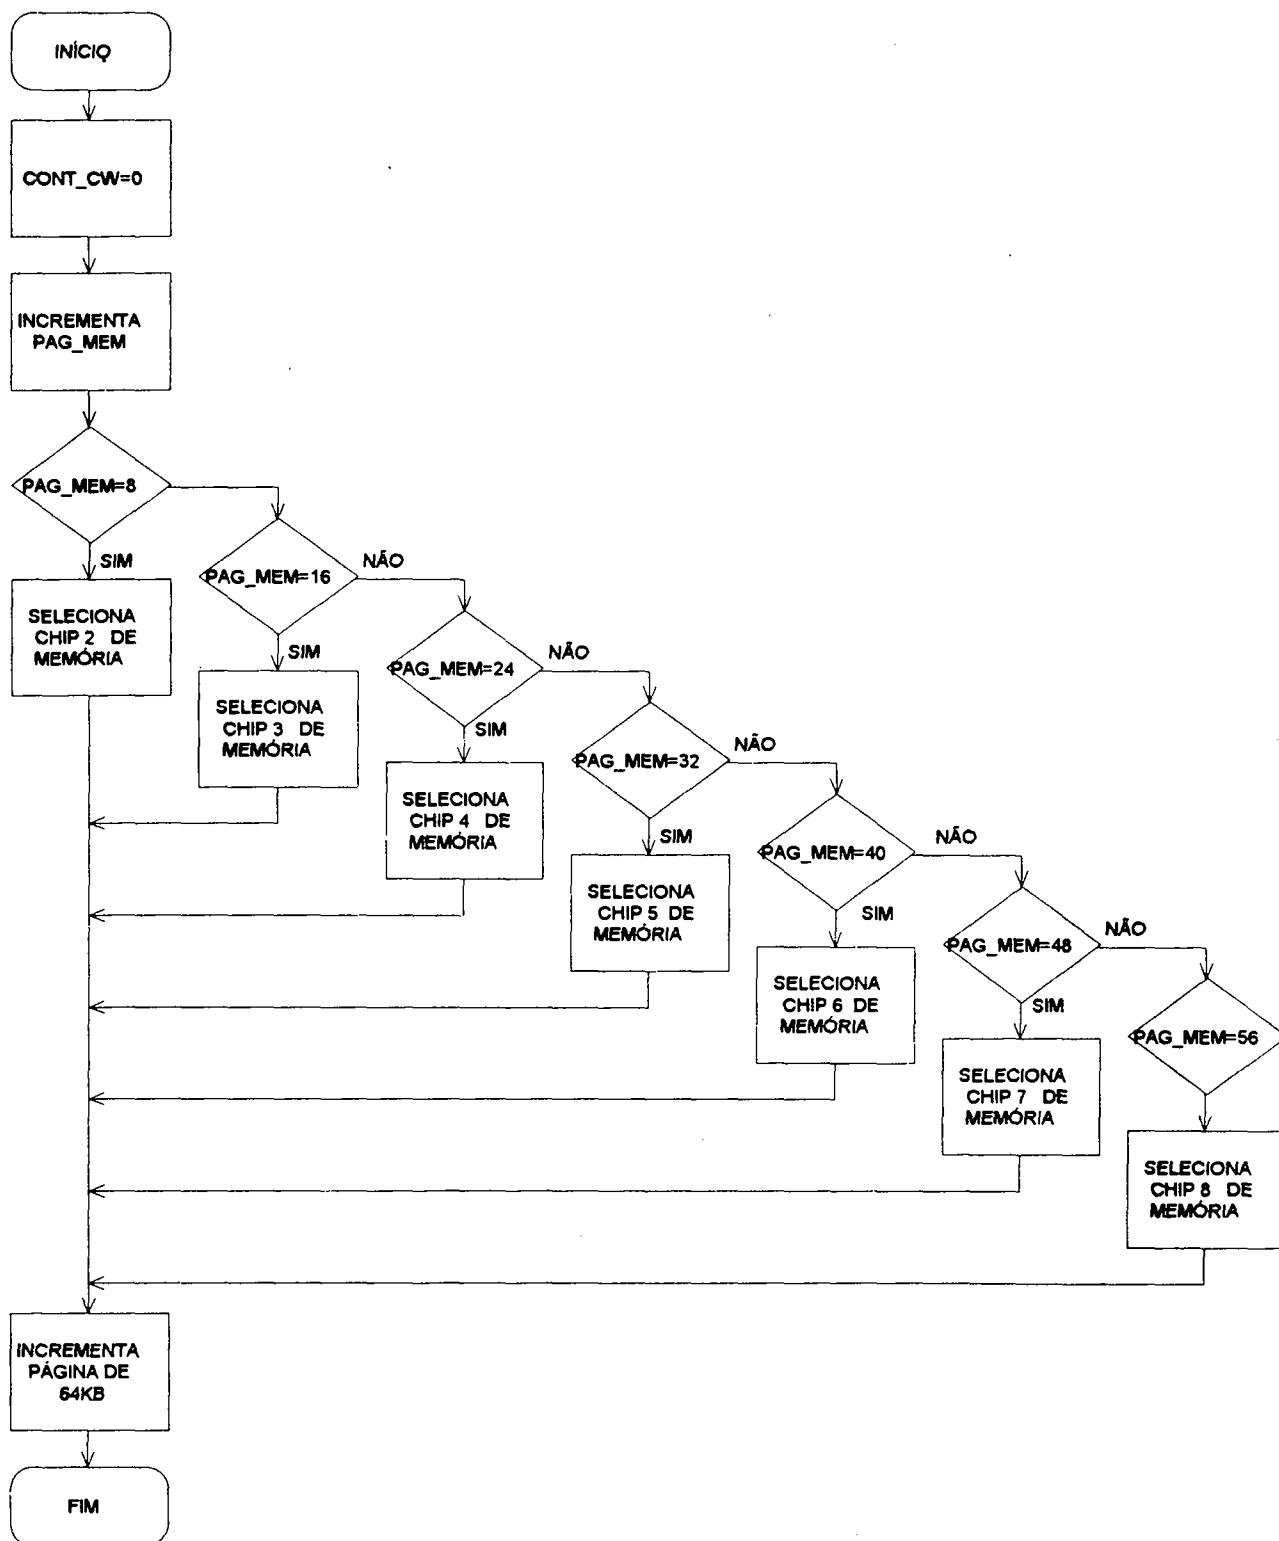 INÍCIO
CONT_CW=0
INCREMENTA
PAG_MEM
PAG_MEM=8
SIM
SELECIONA
CHIP 2 DE
MEMÓRIA
PAG_MEM=16
NÃO
SIM
SELECIONA
CHIP 3 DE
MEMÓRIA
PAG_MEM=24
NÃO
SIM
SELECIONA
CHIP 4 DE
MEMÓRIA
PAG_MEM=32
NÃO
SIM
SELECIONA
CHIP 5 DE
MEMÓRIA
PAG_MEM=40
NÃO
SIM
SELECIONA
CHIP 6 DE
MEMÓRIA
PAG_MEM=48
NÃO
SIM
SELECIONA
CHIP 7 DE
MEMÓRIA
PAG_MEM=56
SELECIONA
CHIP 8 DE
MEMÓRIA
INCREMENTA
PÁGINA DE
64KB
FIM